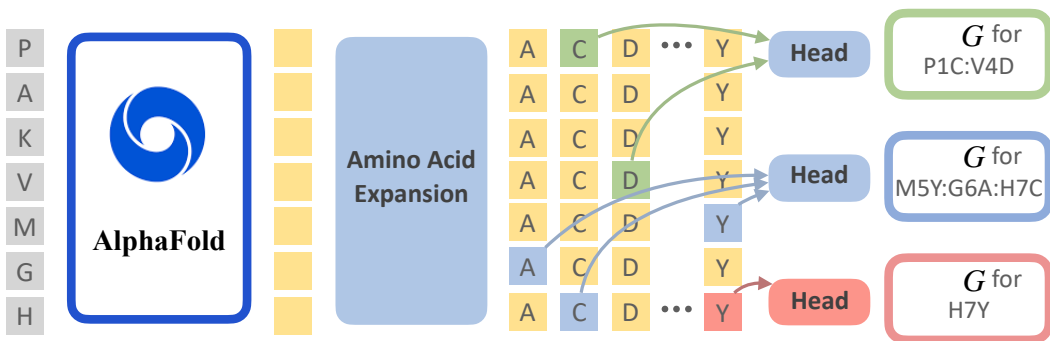 P
A
K
V
M
G
H
AlphaFold
Amino Acid
Expansion
A C D ••• Y
A C D Y
A C D Y
A C D Y
A C D Y
A C D Y
A C D ••• Y
Head
Head
Head
G for
P1C:V4D
G for
M5Y:G6A:H7C
G for
H7Y